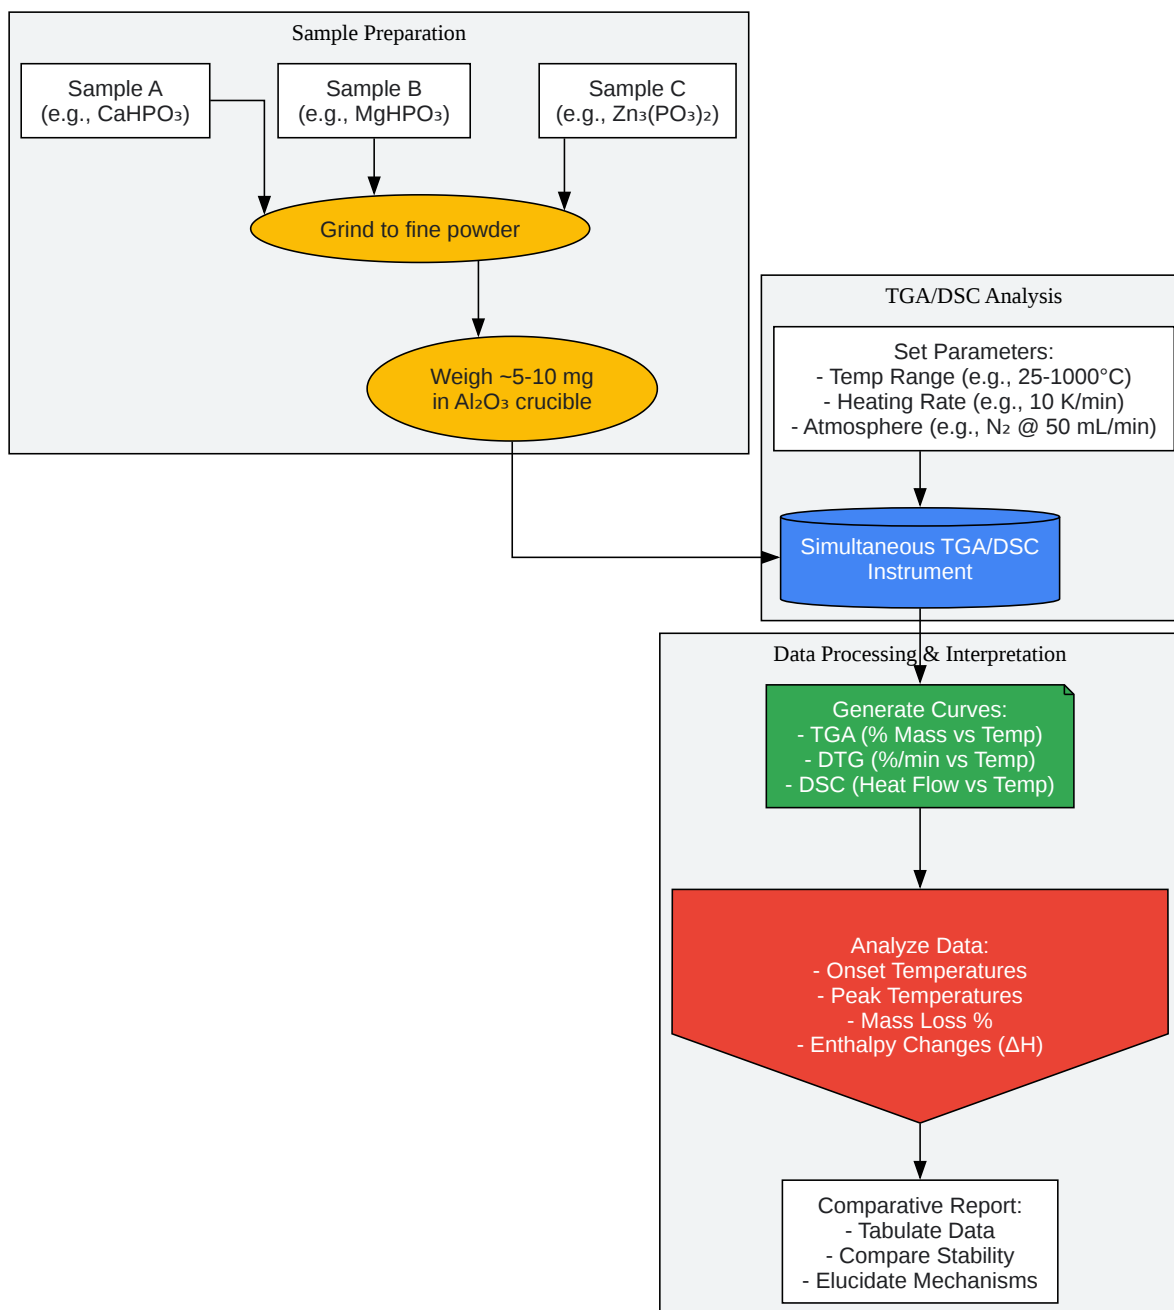 Sample Preparation
Sample A
(e.g., CaHPO₃)
Sample B
(e.g., MgHPO₃)
Sample C
(e.g., Zn₃(PO₃)₂)
Grind to fine powder
Weigh ~5-10 mg
in Al₂O₃ crucible
TGA/DSC Analysis
Set Parameters:
- Temp Range (e.g., 25-1000°C)
- Heating Rate (e.g., 10 K/min)
- Atmosphere (e.g., N₂ @ 50 mL/min)
Simultaneous TGA/DSC
Instrument
Data Processing & Interpretation
Generate Curves:
- TGA (% Mass vs Temp)
- DTG (%/min vs Temp)
- DSC (Heat Flow vs Temp)
Analyze Data:
- Onset Temperatures
- Peak Temperatures
- Mass Loss %
- Enthalpy Changes (ΔH)
Comparative Report:
- Tabulate Data
- Compare Stability
- Elucidate Mechanisms